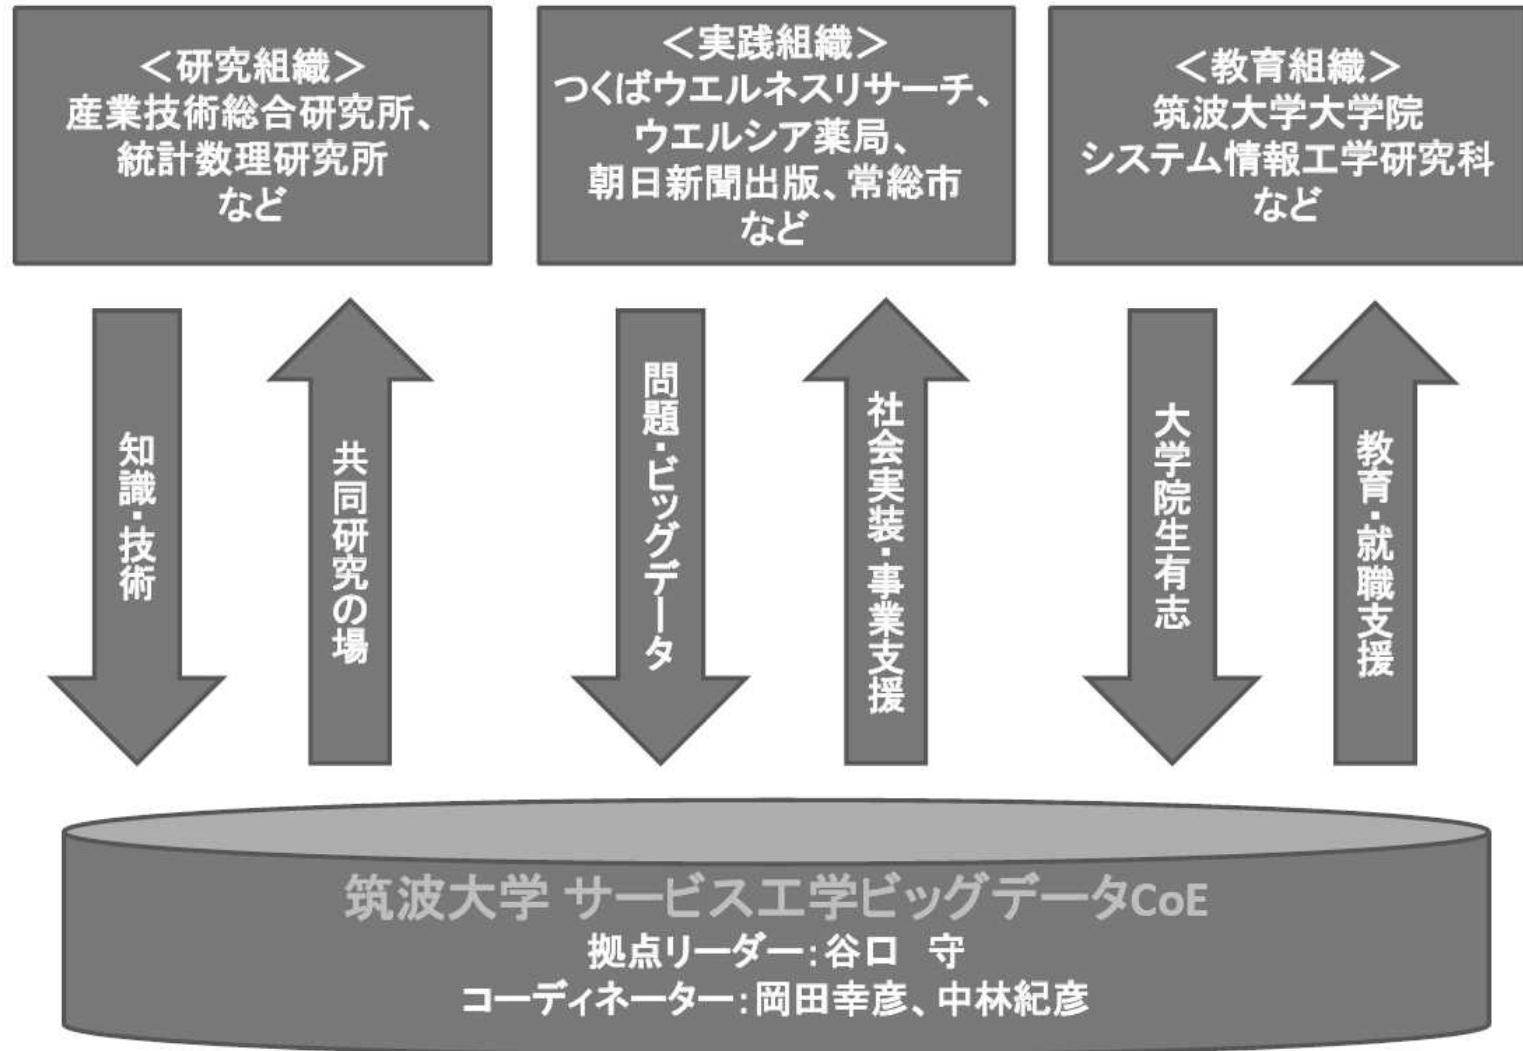 <研究組織>
産業技術総合研究所、
統計数理研究所
など
<実践組織>
つくばウエルネスリサーチ、
ウエルシア薬局、
朝日新聞出版、常総市
など
<教育組織>
筑波大学大学院
システム情報工学研究科
など
知識・技術
共同研究の場
問題・ビッグデータ
社会実装・事業支援
大学院生有志
教育・就職支援
筑波大学 サービス工学ビッグデータCoE
拠点リーダー:谷口　守
コーディネーター:岡田幸彦、中林紀彦